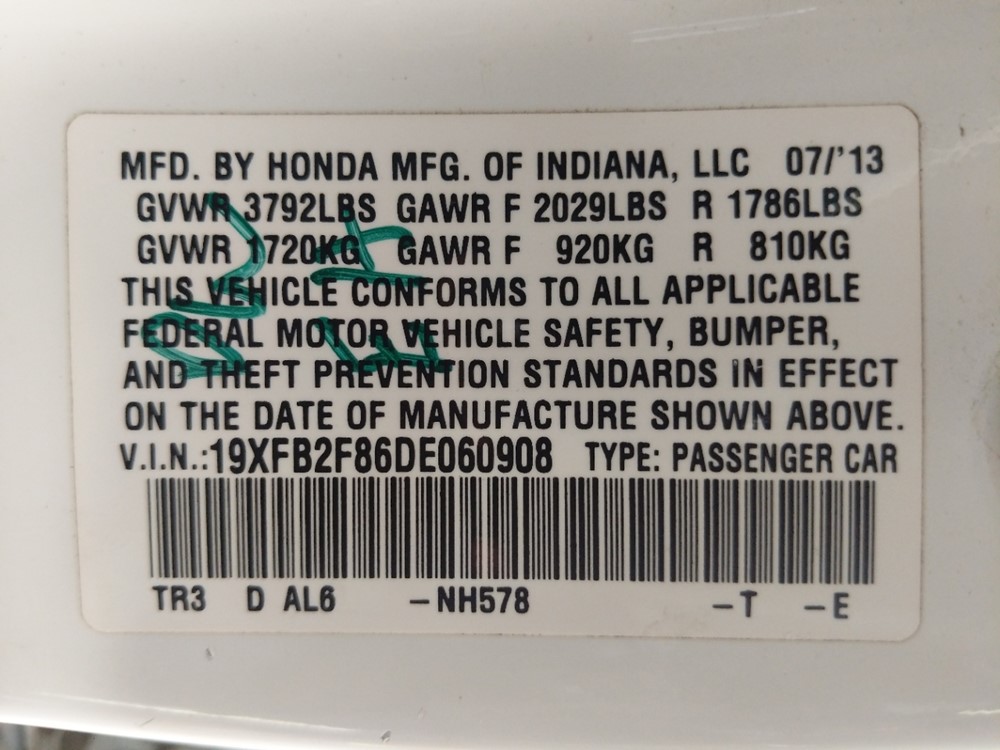 MFD. BY HONDA MFG. OF INDIANA, LLC 07/'13
GVWR 3792LBS GAWR F 2029LBS R 1786LBS
GVWR 1720KG GAWR F 920KG R 810KG
THIS VEHICLE CONFORMS TO ALL APPLICABLE
FEDERAL MOTOR VEHICLE SAFETY, BUMPER,
AND THEFT PREVENTION STANDARDS IN EFFECT
ON THE DATE OF MANUFACTURE SHOWN ABOVE.
V.I.N.:19XFB2F86DE060908 TYPE: PASSENGER CAR
TR3 D AL6 -NH578 -T -E